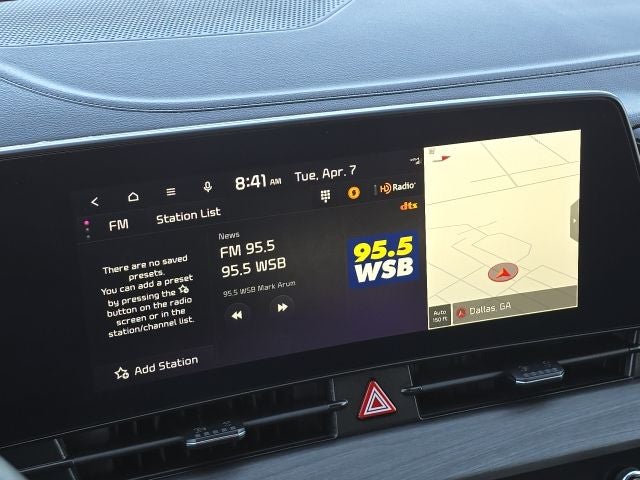 8:41 AM
Tue, Apr. 7
FM
Station List
HD Radio
dts
There are no saved
presets.
You can add a preset
by pressing the
button on the radio
screen or in the
station/channel list.
Add Station
News
FM 95.5
95.5 WSB
95.5 WSB Mark Arum
95.5
WSB
Auto
150 ft
Dallas, GA